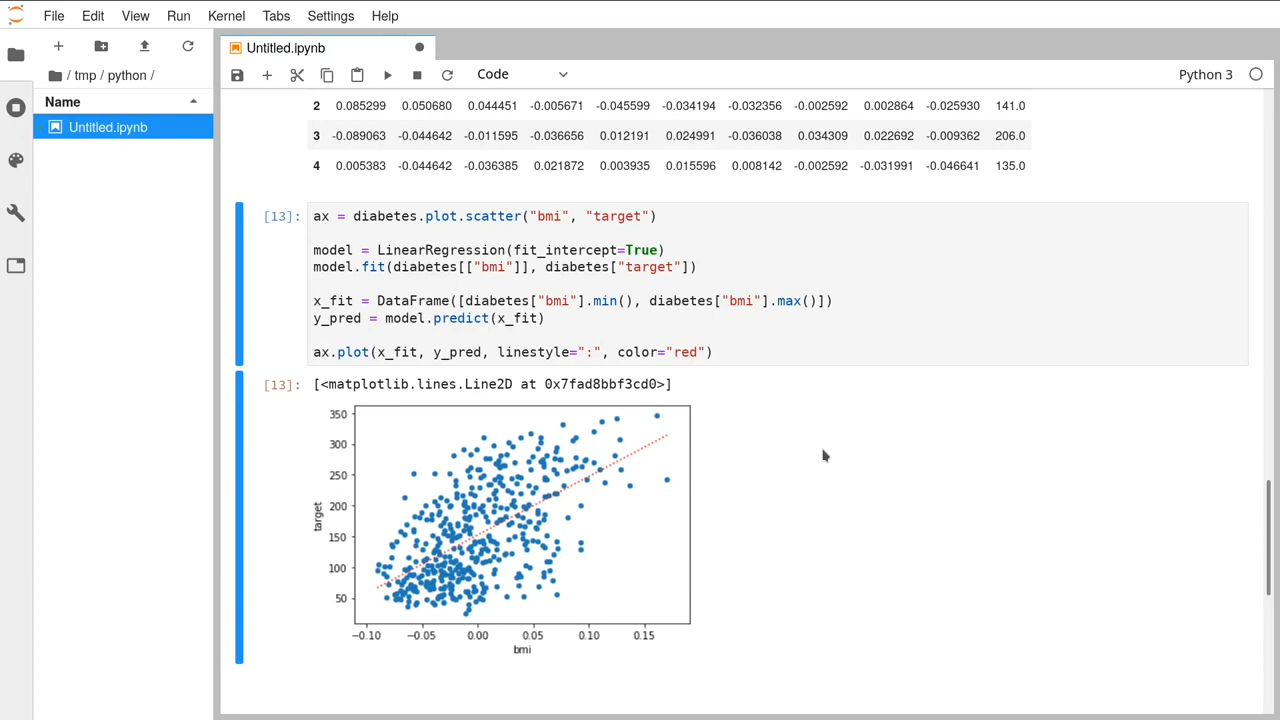 File Edit View Run Kernel Tabs Settings Help
Untitled.ipynb
/ tmp / python /
Code
Python 3
Name
Untitled.ipynb
2 0.085299 0.050680 0.044451 -0.005671 -0.045599 -0.034194 -0.032356 -0.002592 0.002864 -0.025930 141.0
3 -0.089063 -0.044642 -0.011595 -0.036656 0.012191 0.024991 -0.036038 0.034309 0.022692 -0.009362 206.0
4 0.005383 -0.044642 -0.036385 0.021872 0.003935 0.015596 0.008142 -0.002592 -0.031991 -0.046641 135.0
[13]: ax = diabetes.plot.scatter("bmi", "target")
model = LinearRegression(fit_intercept=True)
model.fit(diabetes[["bmi"]], diabetes["target"])
x_fit = DataFrame([diabetes["bmi"].min(), diabetes["bmi"].max()])
y_pred = model.predict(x_fit)
ax.plot(x_fit, y_pred, linestyle=":", color="red")
[13]: [<matplotlib.lines.Line2D at 0x7fad8bbf3cd0>]
350
300
250
200
150
100
50
target
−0.10 −0.05 0.00 0.05 0.10 0.15
bmi